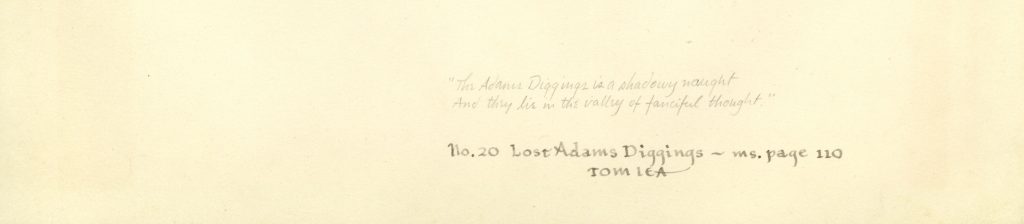 "The Adams Diggings is a shadowy naught
And they lie in the valley of fanciful thought."
No. 20 Lost Adams Diggings ~ ms. page 110
TOM LEA